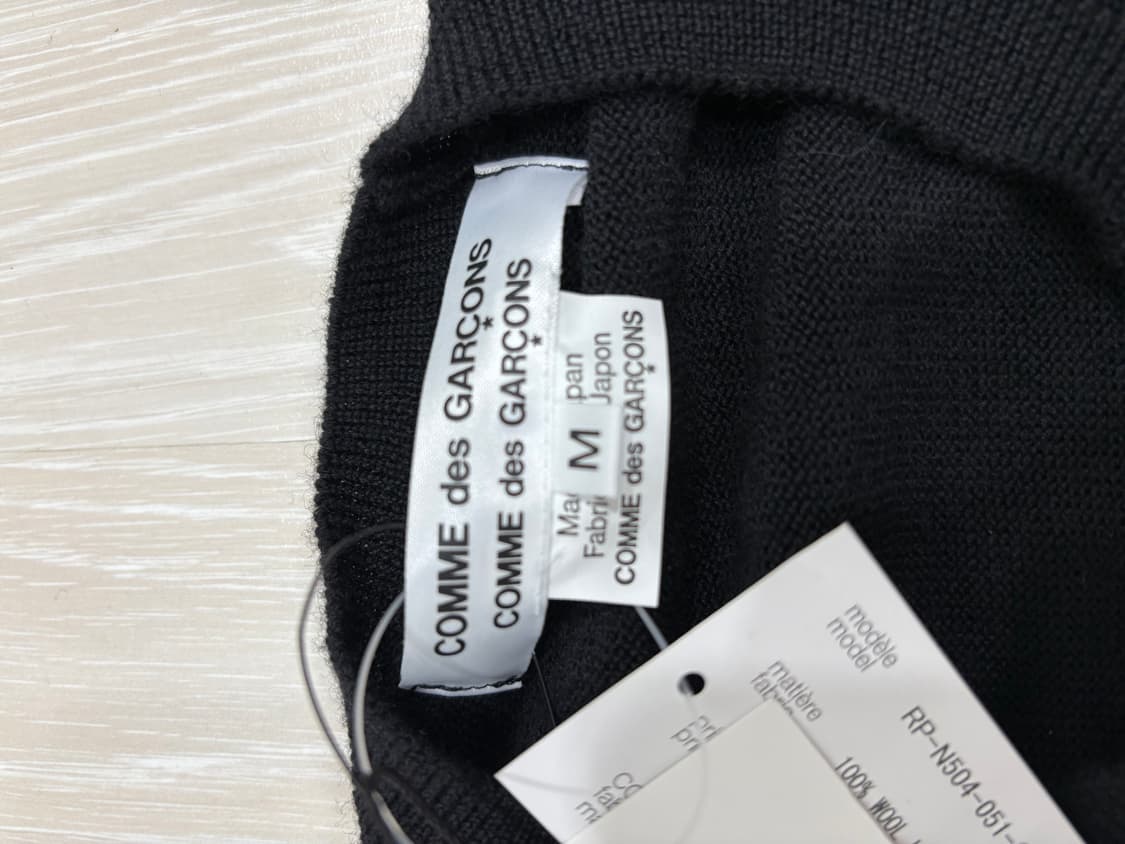 COMME des GARÇONS
COMME des GARÇONS
M
Japon
COMME des GARÇONS
modèle
model
RP-N504-051-
matière
100% WOOL